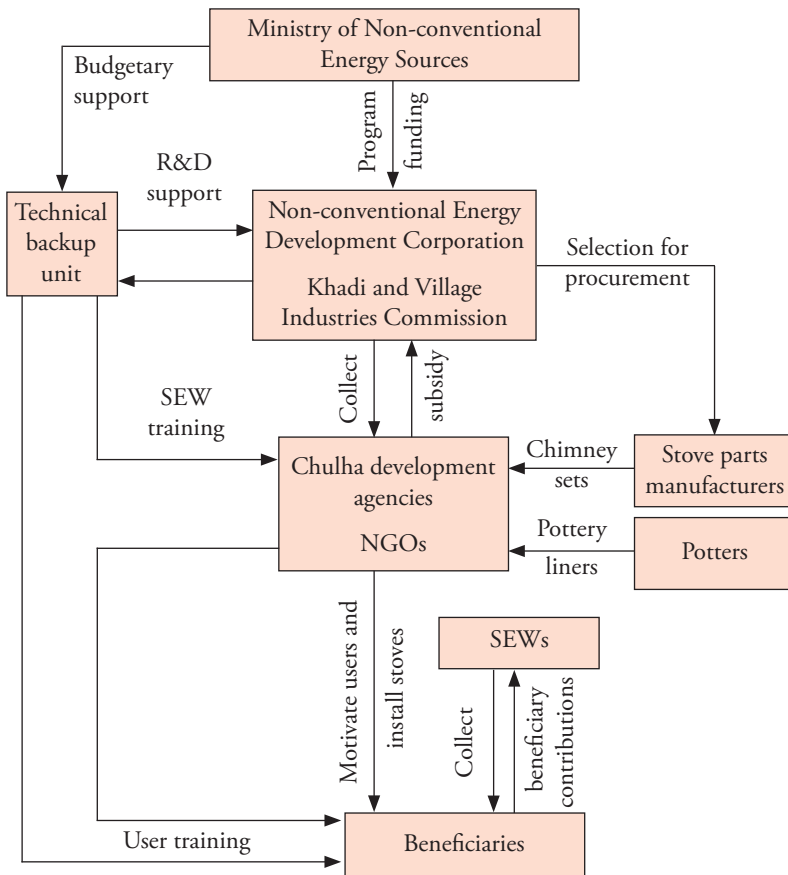 Ministry of Non-conventional
Energy Sources
Budgetary
support
Program
funding
R&D
support
Technical
backup
unit
Non-conventional Energy
Development Corporation
Khadi and Village
Industries Commission
Selection for
procurement
Collect
subsidy
SEW
training
Chulha development
agencies
NGOs
Chimney
sets
Stove parts
manufacturers
Pottery
liners
Potters
Motivate users and
install stoves
SEWs
Collect
beneficiary
contributions
User training
Beneficiaries